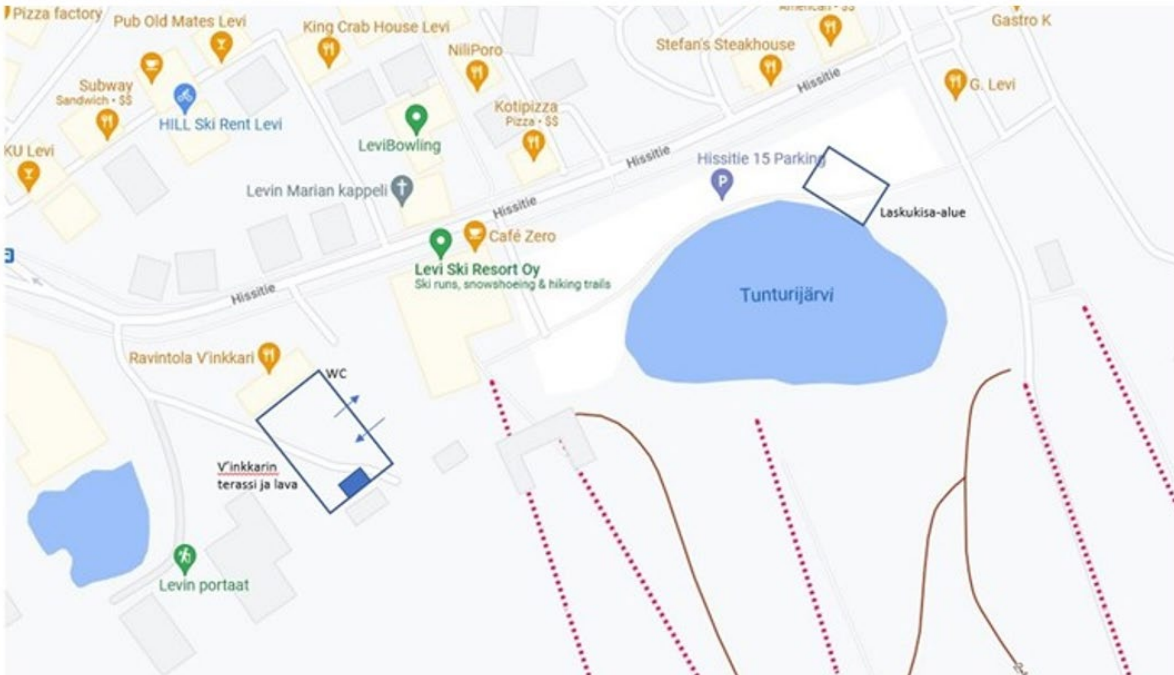 Pizza factory
Pub Old Mates Levi
King Crab House Levi
American • $$
Gastro K
Stefan's Steakhouse
NiliPoro
Hissitie
Subway
Sandwich • $$
G. Levi
Kotipizza
Pizza • $$
HILL Ski Rent Levi
LeviBowling
KU Levi
Hissitie
Hissitie 15 Parking
P
Levin Marian kappeli
Hissitie
Laskukisa-alue
Café Zero
Levi Ski Resort Oy
Ski runs, snowshoeing & hiking trails
Hissitie
Tunturijärvi
Ravintola V'inkkari
WC
V'inkkarin
terassi ja lava
Levin portaat